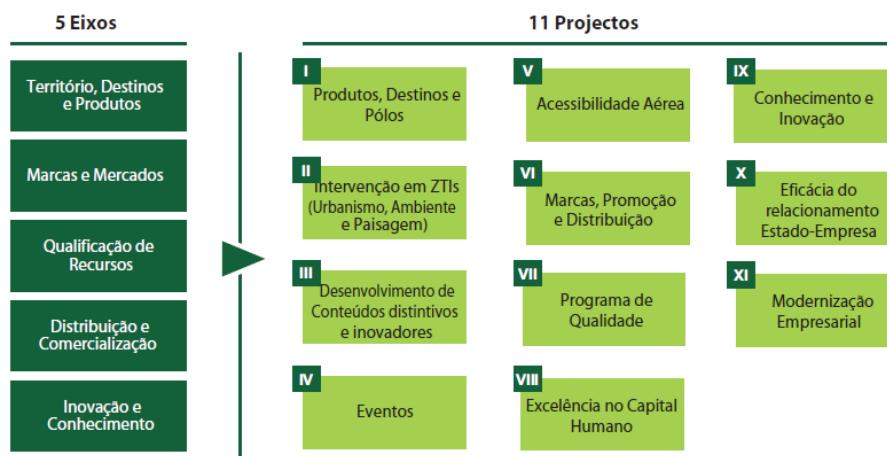 5 Eixos
11 Projectos
Território, Destinos
e Produtos
Marcas e Mercados
Qualificação de
Recursos
Distribuição e
Comercialização
Inovação e
Conhecimento
I
Produtos, Destinos e
Pólos
II
Intervenção em ZTIs
(Urbanismo, Ambiente
e Paisagem)
III
Desenvolvimento de
Conteúdos distintivos
e inovadores
IV
Eventos
V
Acessibilidade Aérea
VI
Marcas, Promoção
e Distribuição
VII
Programa de
Qualidade
VIII
Excelência no Capital
Humano
IX
Conhecimento e
Inovação
X
Eficácia do
relacionamento
Estado-Empresa
XI
Modernização
Empresarial